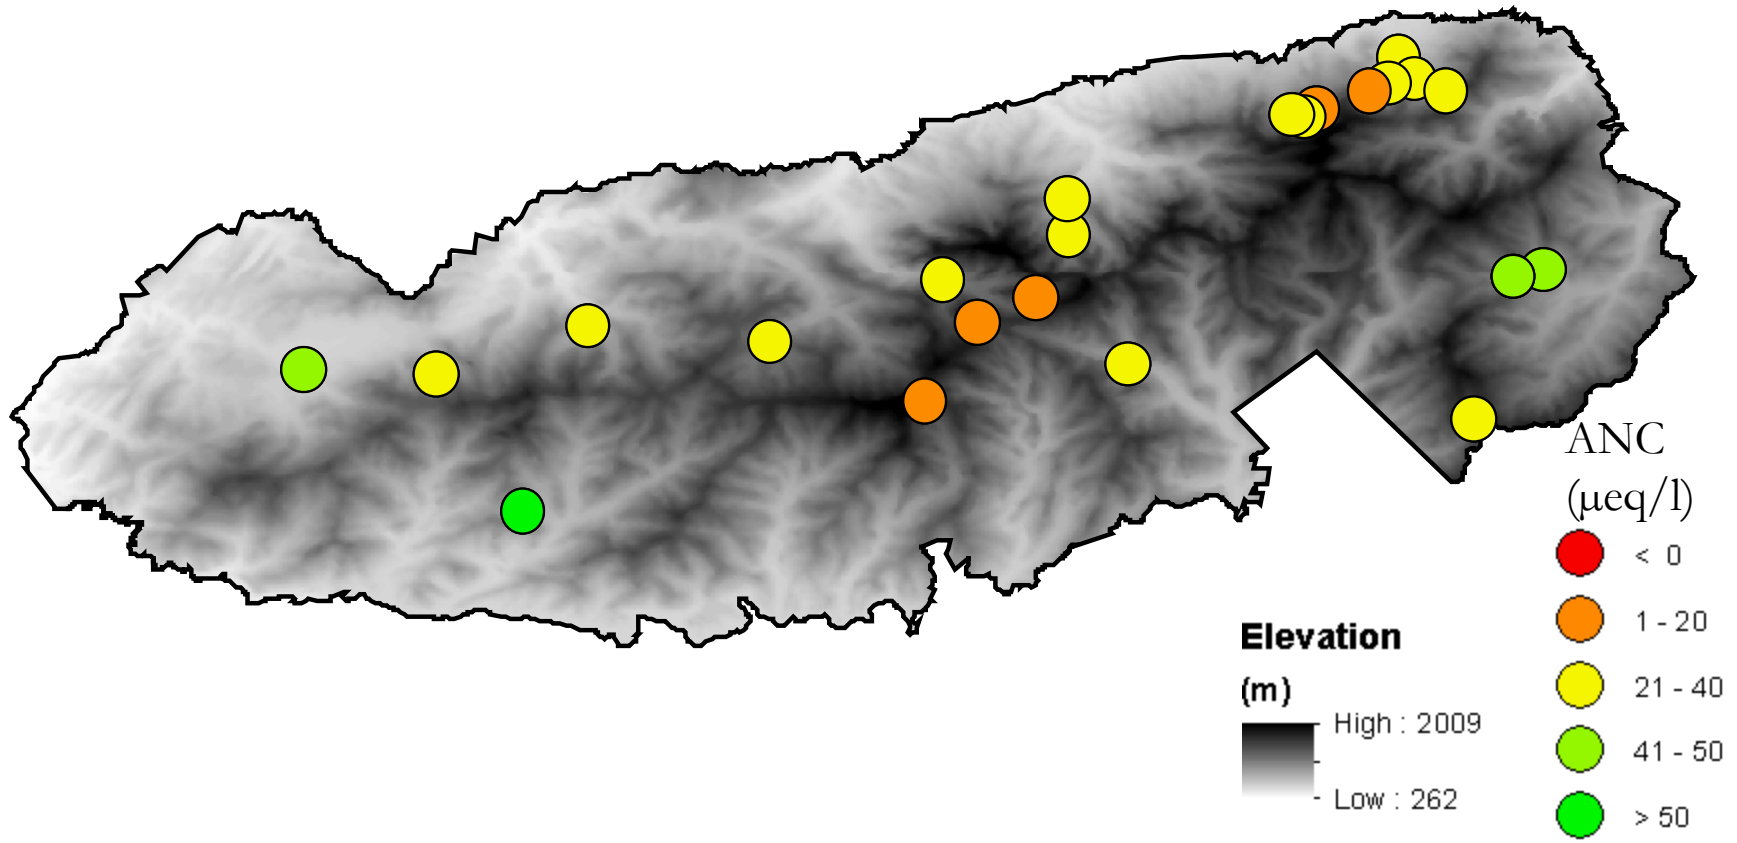 ANC
(µeq/l)
< 0
1 - 20
21 - 40
41 - 50
> 50
Elevation
(m)
High : 2009
Low : 262